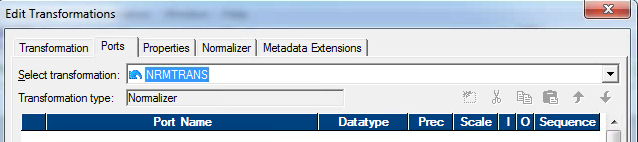 Edit Transformations
Transformation Ports Properties Normalizer Metadata Extensions
Select transformation: NRMTRANS
Transformation type: Normalizer
Port Name Datatype Prec Scale I O Sequence